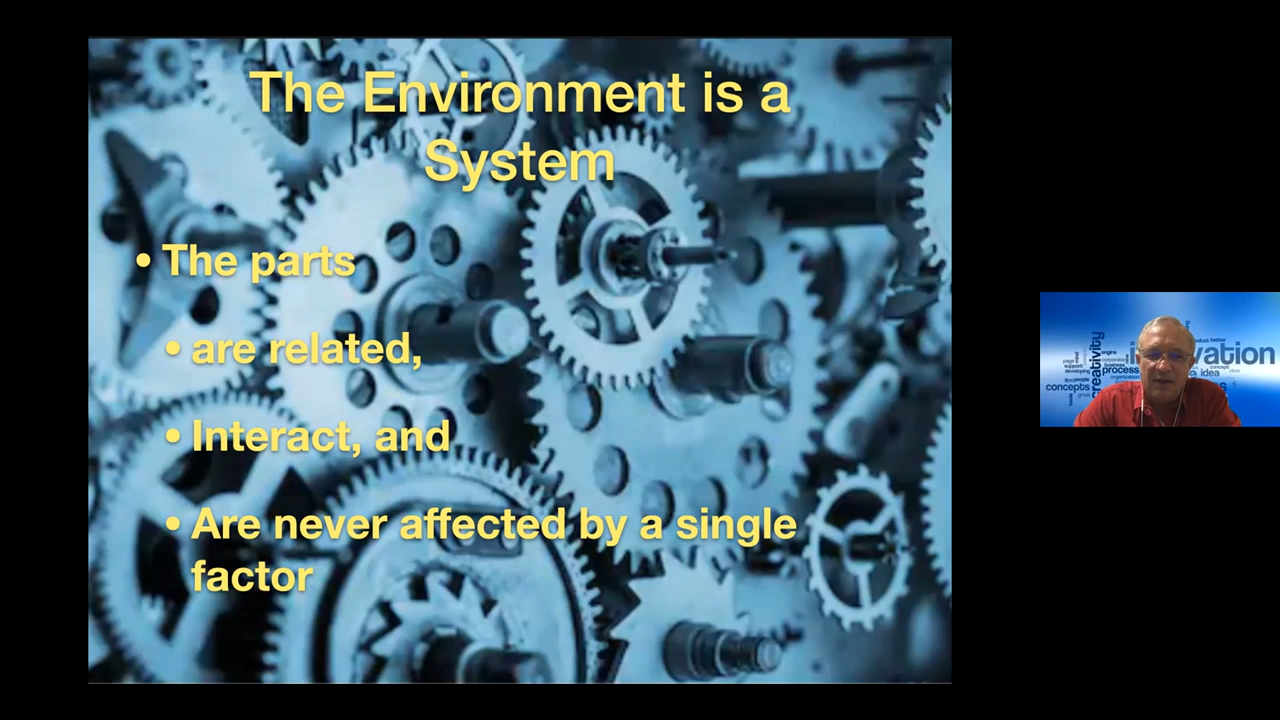 The Environment is a
System
• The parts
• are related,
• Interact, and
• Are never affected by a single
factor
creativity
vation
process
concepts
idea